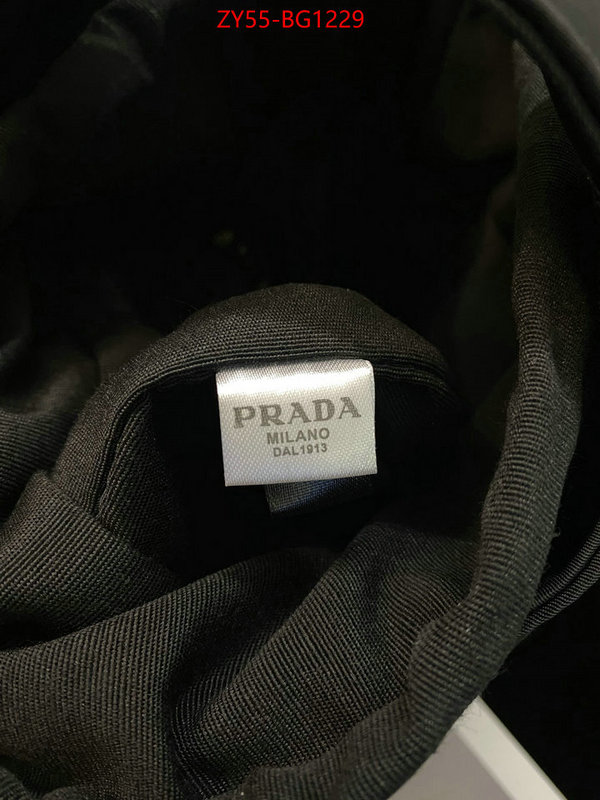 ZY55-BG1229
PRADA
MILANO
DAL1913